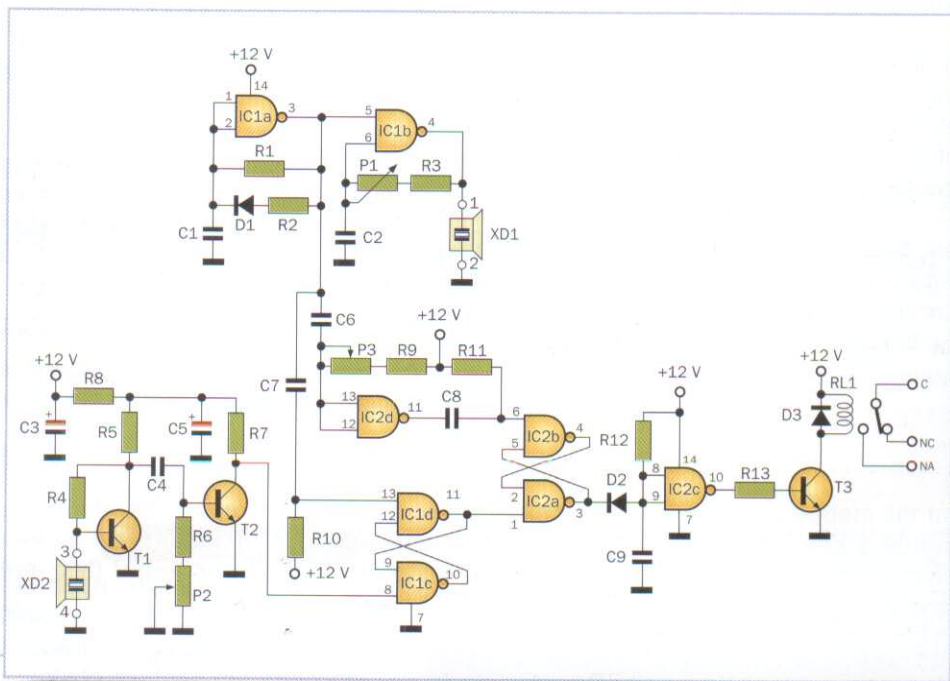 +12 V
14
1
2
IC1a
3
R1
D1
R2
C1
5
6
IC1b
4
P1
R3
C2
1
XD1
2
C6
+12 V
P3
R9
R11
C7
13
12
IC2d
11
C8
+12 V
R8
C3
+
R5
C5
+
R7
C4
R4
T1
T2
R6
3
XD2
4
P2
6
5
IC2b
4
2
1
IC2a
3
13
12
IC1d
11
R10
+12 V
9
8
IC1c
10
7
+12 V
R12
D2
8
9
14
IC2c
10
7
C9
R13
+12 V
RL1
D3
T3
C
NC
NA